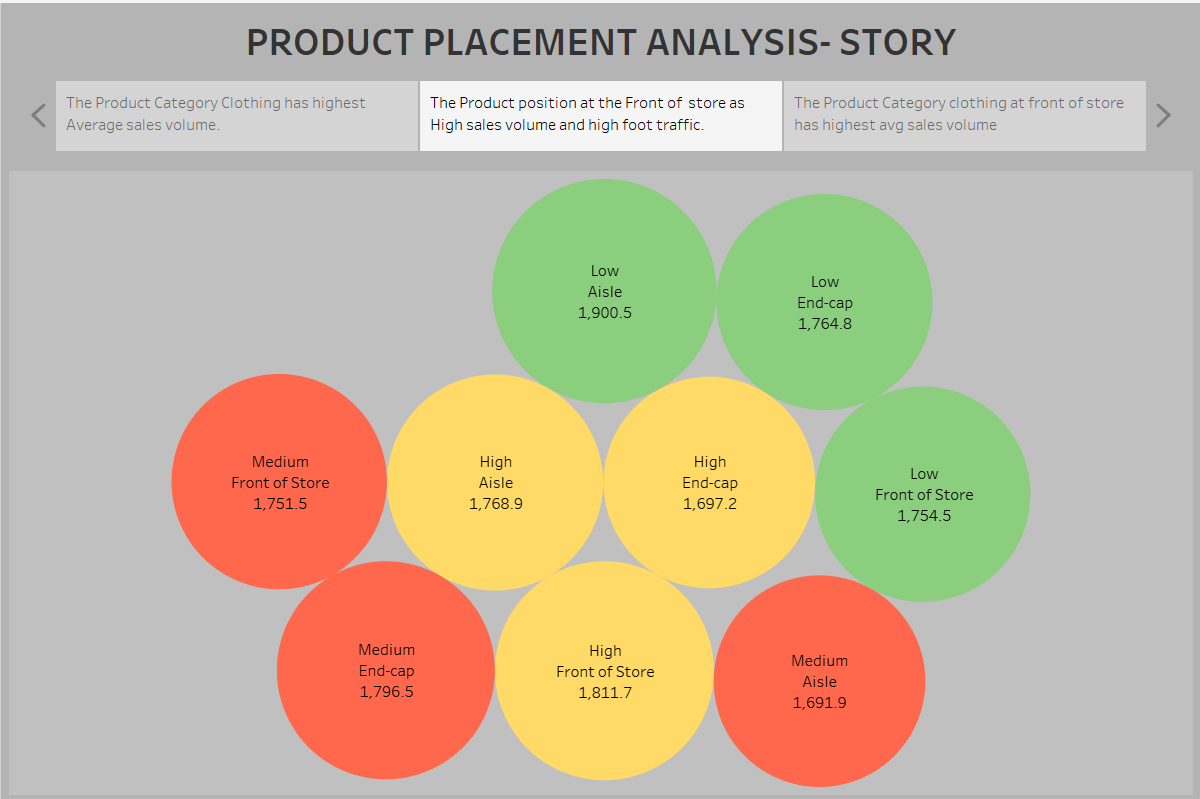 PRODUCT PLACEMENT ANALYSIS- STORY
The Product Category Clothing has highest
Average sales volume.
The Product position at the Front of  store as
High sales volume and high foot traffic.
The Product Category clothing at front of store
has highest avg sales volume
Low
Aisle
1,900.5
Low
End-cap
1,764.8
Medium
Front of Store
1,751.5
High
Aisle
1,768.9
High
End-cap
1,697.2
Low
Front of Store
1,754.5
Medium
End-cap
1,796.5
High
Front of Store
1,811.7
Medium
Aisle
1,691.9